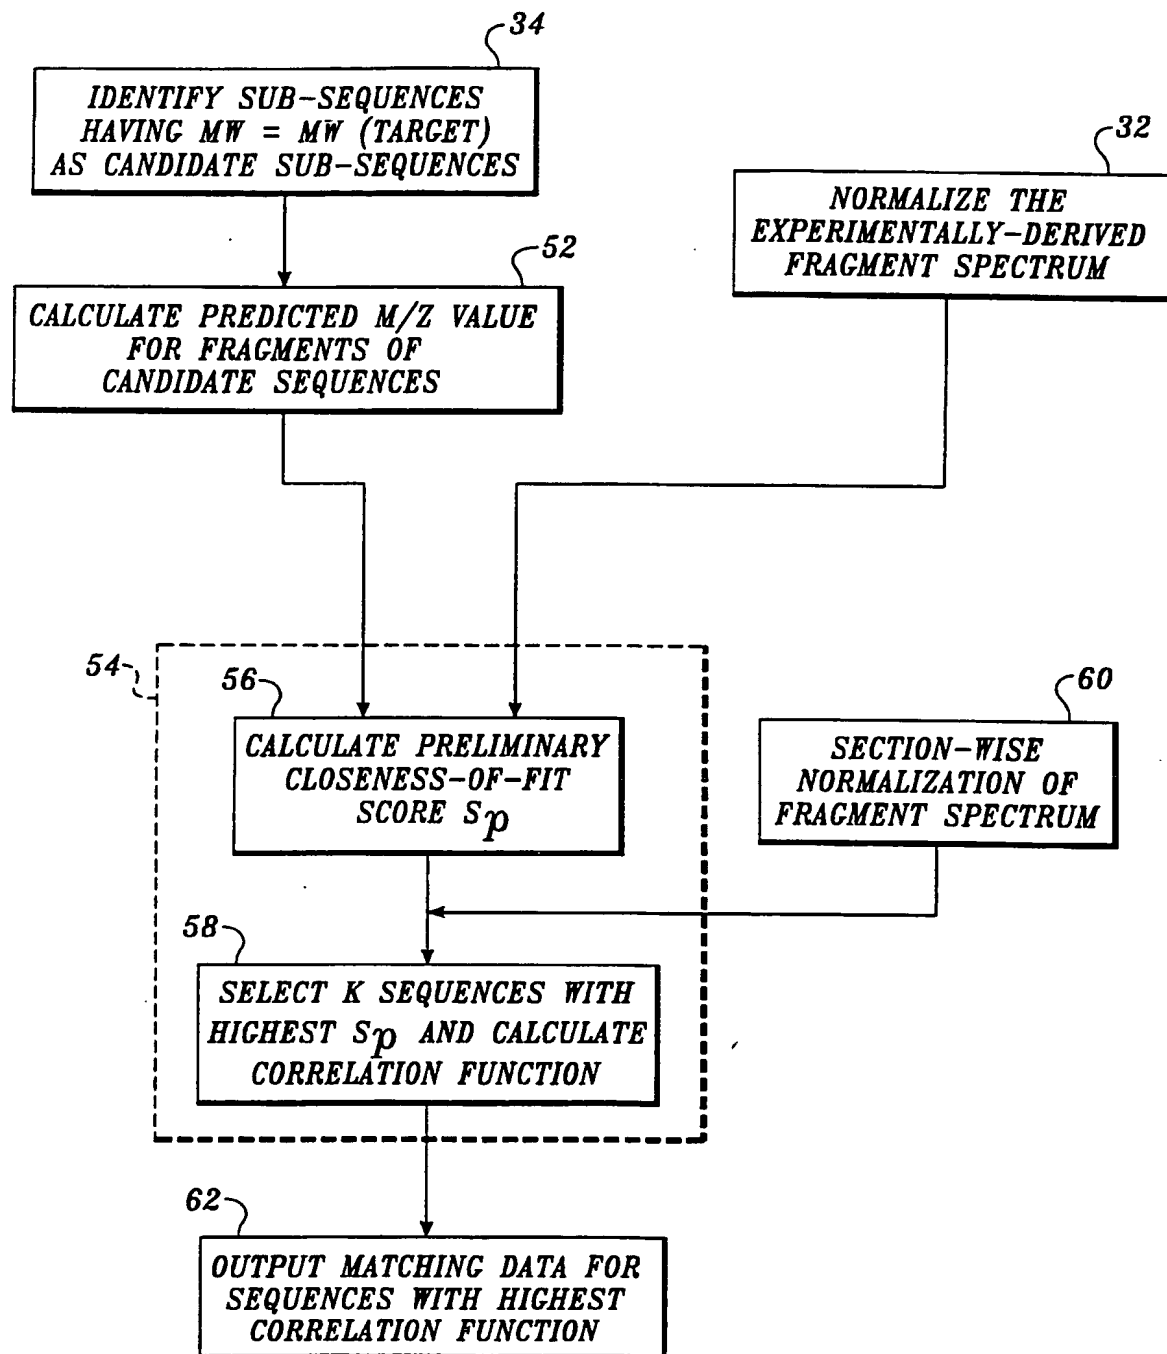 34
IDENTIFY SUB-SEQUENCES
HAVING MW = MW (TARGET)
AS CANDIDATE SUB-SEQUENCES
32
NORMALIZE THE
EXPERIMENTALLY-DERIVED
FRAGMENT SPECTRUM
52
CALCULATE PREDICTED M/Z VALUE
FOR FRAGMENTS OF
CANDIDATE SEQUENCES
54
56
CALCULATE PRELIMINARY
CLOSENESS-OF-FIT
SCORE Sp
60
SECTION-WISE
NORMALIZATION OF
FRAGMENT SPECTRUM
58
SELECT K SEQUENCES WITH
HIGHEST Sp AND CALCULATE
CORRELATION FUNCTION
62
OUTPUT MATCHING DATA FOR
SEQUENCES WITH HIGHEST
CORRELATION FUNCTION